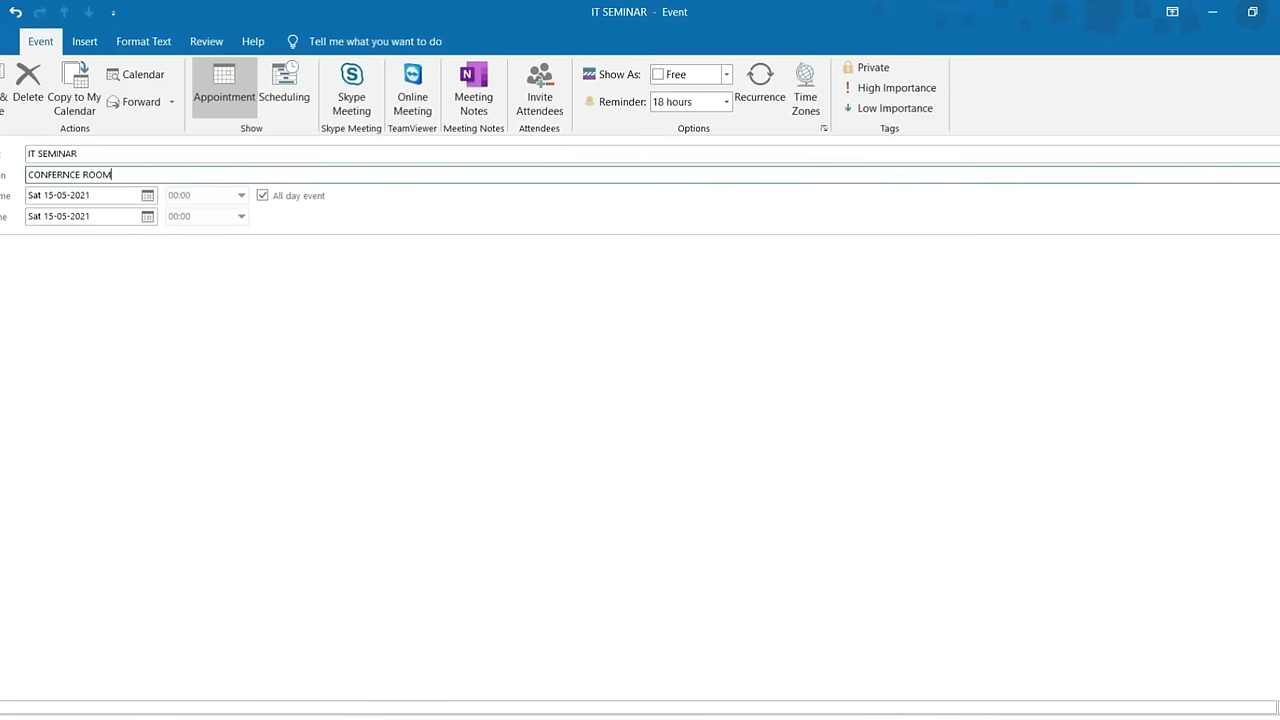 IT SEMINAR - Event
Event Insert Format Text Review Help Tell me what you want to do
& Delete Copy to My Calendar Calendar Forward Appointment Scheduling Skype Meeting Online Meeting Meeting Notes Invite Attendees Show As: Free Reminder: 18 hours Recurrence Time Zones Private High Importance Low Importance
Actions Show Skype Meeting TeamViewer Meeting Notes Attendees Options Tags
IT SEMINAR
CONFERNCE ROOM
Sat 15-05-2021 00:00 All day event
Sat 15-05-2021 00:00